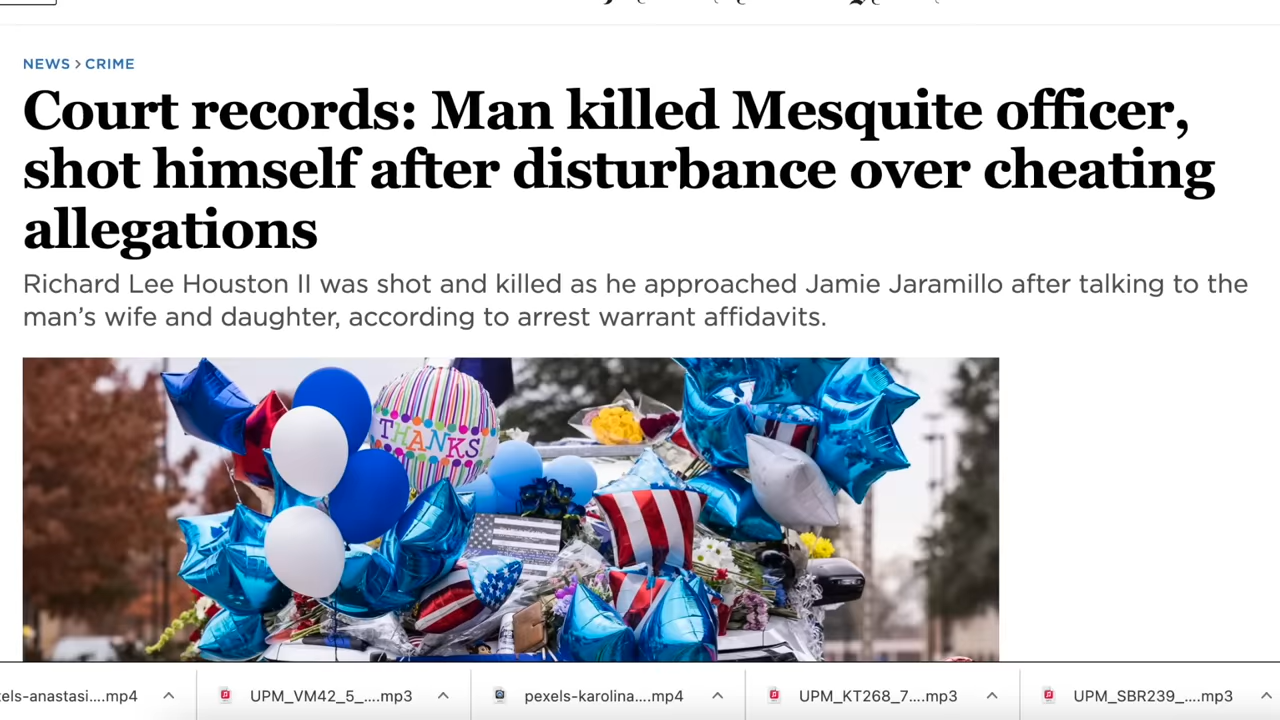 NEWS > CRIME
Court records: Man killed Mesquite officer,
shot himself after disturbance over cheating
allegations
Richard Lee Houston II was shot and killed as he approached Jamie Jaramillo after talking to the
man’s wife and daughter, according to arrest warrant affidavits.
THANKS
xels-anastasi....mp4
UPM_VM42_5_....mp3
pexels-karolina....mp4
UPM_KT268_7....mp3
UPM_SBR239_....mp3